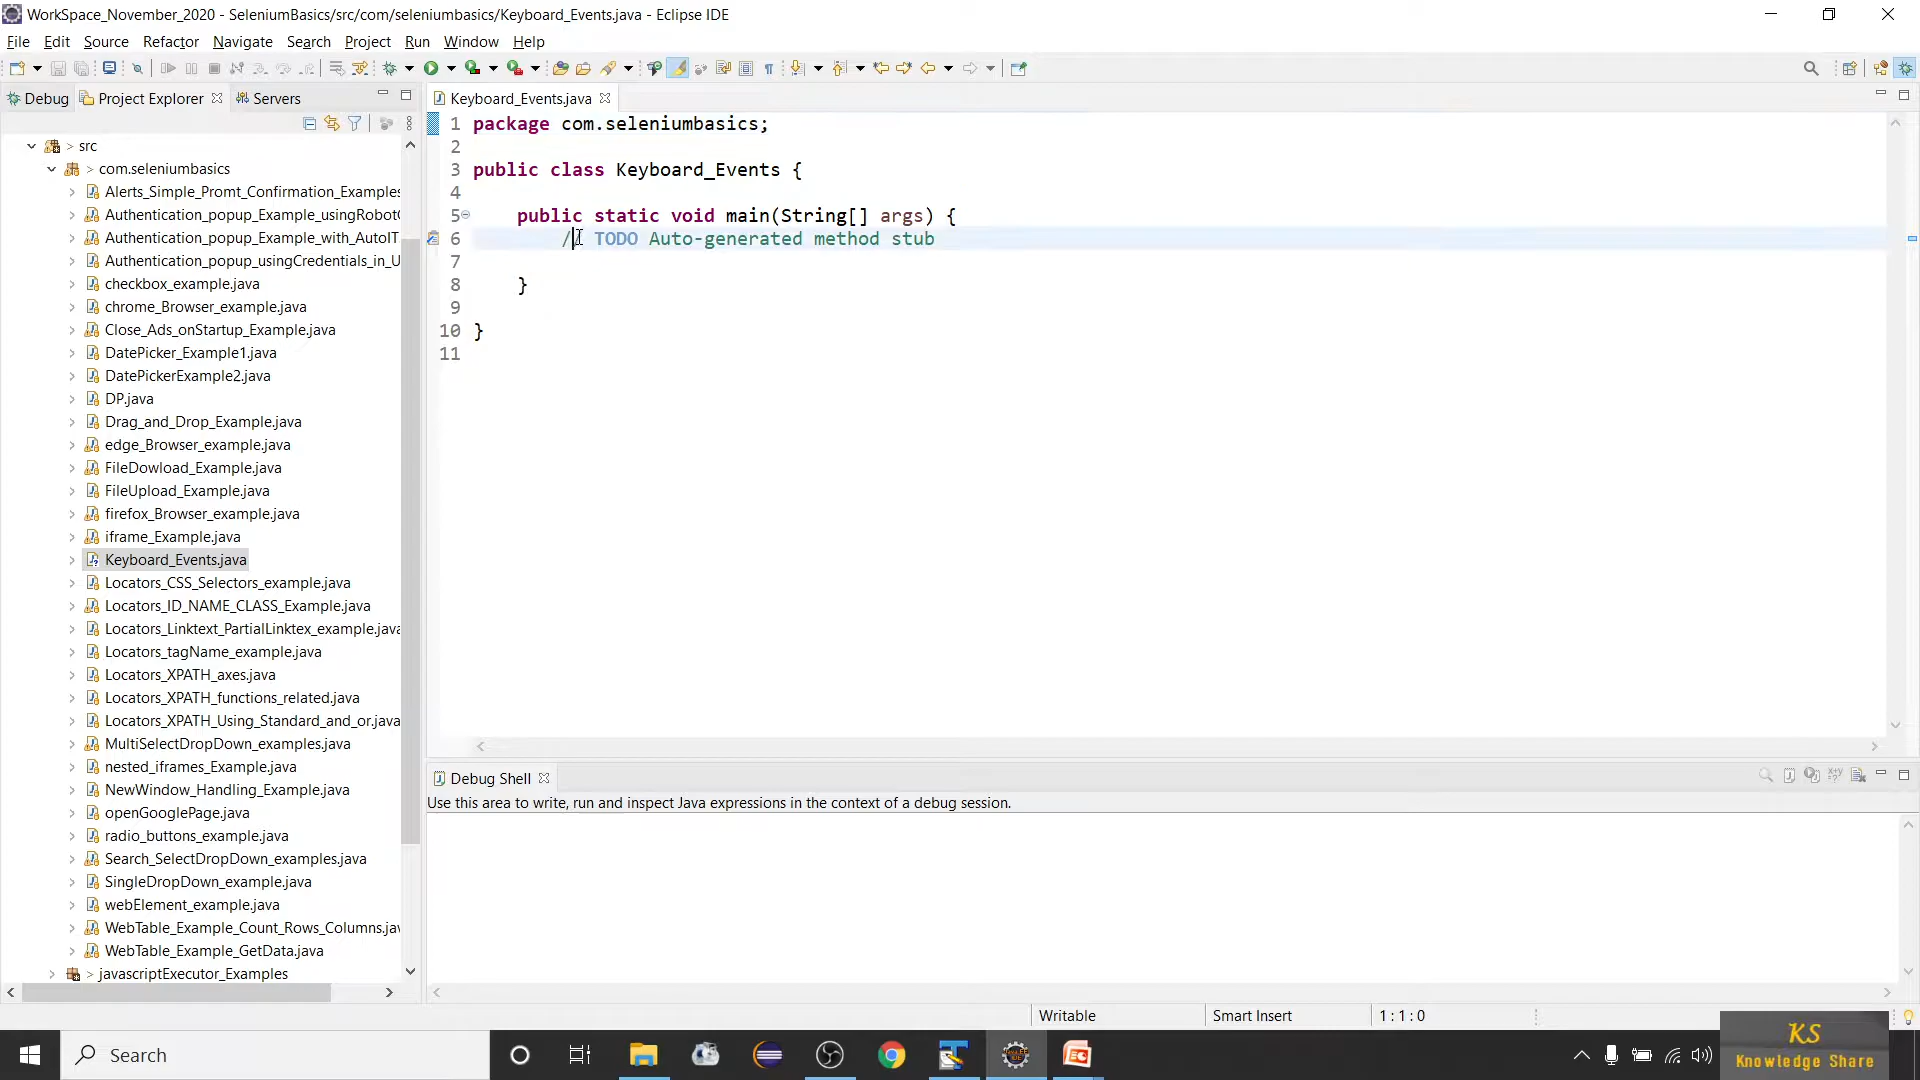 WorkSpace_November_2020 - SeleniumBasics/src/com/seleniumbasics/Keyboard_Events.java - Eclipse IDE
File Edit Source Refactor Navigate Search Project Run Window Help
Debug Project Explorer Servers
Keyboard_Events.java
src
com.seleniumbasics
Alerts_Simple_Promt_Confirmation_Examples
Authentication_popup_Example_usingRobot
Authentication_popup_Example_with_AutoIT
Authentication_popup_usingCredentials_in_U
checkbox_example.java
chrome_Browser_example.java
Close_Ads_onStartup_Example.java
DatePicker_Example1.java
DatePickerExample2.java
DP.java
Drag_and_Drop_Example.java
edge_Browser_example.java
FileDowload_Example.java
FileUpload_Example.java
firefox_Browser_example.java
iframe_Example.java
Keyboard_Events.java
Locators_CSS_Selectors_example.java
Locators_ID_NAME_CLASS_Example.java
Locators_Linktext_PartialLinktex_example.java
Locators_tagName_example.java
Locators_XPATH_axes.java
Locators_XPATH_functions_related.java
Locators_XPATH_Using_Standard_and_or.java
MultiSelectDropDown_examples.java
nested_iframes_Example.java
NewWindow_Handling_Example.java
openGooglePage.java
radio_buttons_example.java
Search_SelectDropDown_examples.java
SingleDropDown_example.java
webElement_example.java
WebTable_Example_Count_Rows_Columns.jav
WebTable_Example_GetData.java
javascriptExecutor_Examples
1 package com.seleniumbasics;
2
3 public class Keyboard_Events {
4
5 public static void main(String[] args) {
6 // TODO Auto-generated method stub
7
8 }
9
10 }
11
Debug Shell
Use this area to write, run and inspect Java expressions in the context of a debug session.
Writable Smart Insert 1 : 1 : 0
Search
KS
Knowledge Share